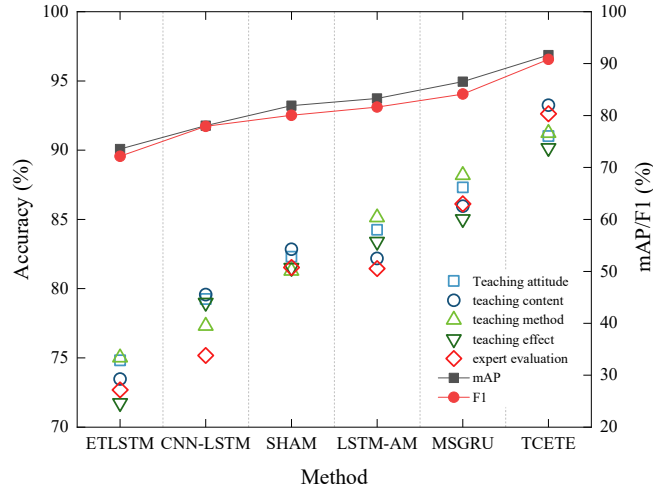 100
95
90
85
80
75
70
Accuracy (%)
100
90
80
70
60
50
40
30
20
mAP/F1 (%)
Teaching attitude
teaching content
teaching method
teaching effect
expert evaluation
mAP
F1
ETLSTM CNN-LSTM SHAM LSTM-AM MSGRU TCETE
Method